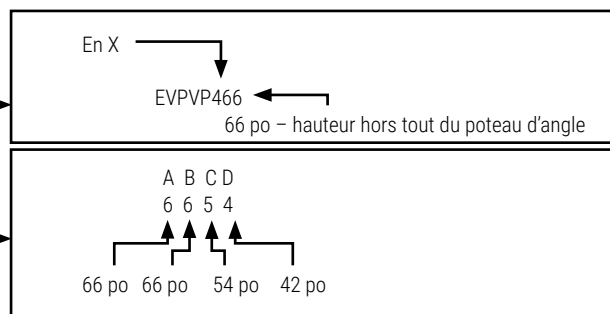 En X
EVPVP466
66 po – hauteur hors tout du poteau d'angle
A B C D
6 6 5 4
66 po 66 po 54 po 42 po